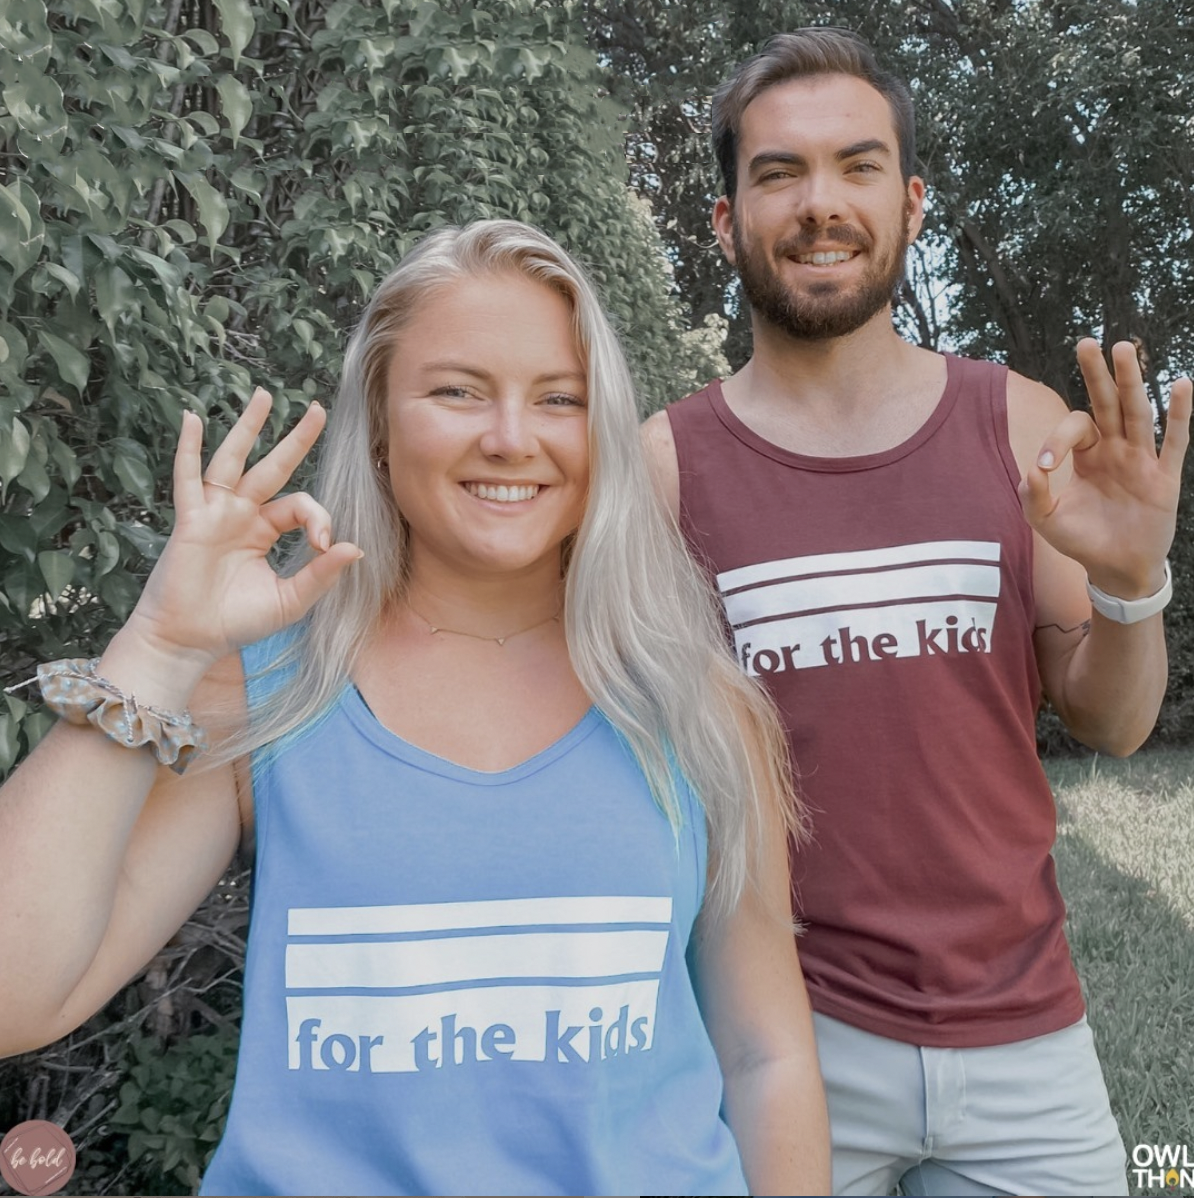 for the kids
for the kids
be bold
OWL
THON